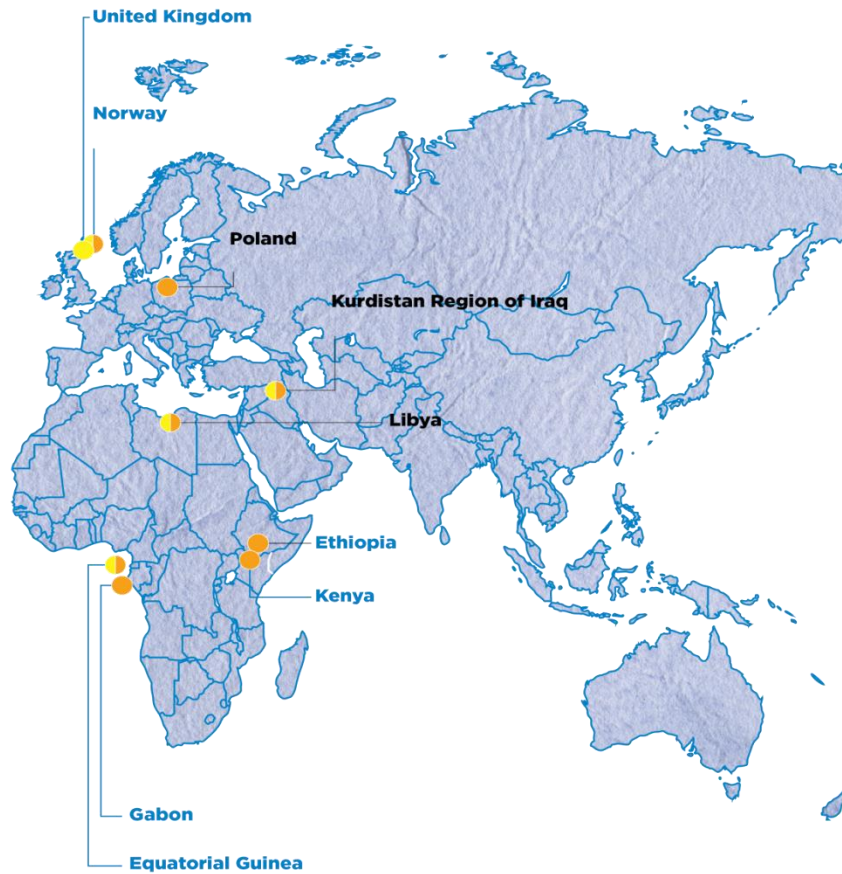 United Kingdom
Norway
Poland
Kurdistan Region of Iraq
Libya
Ethiopia
Kenya
Gabon
Equatorial Guinea